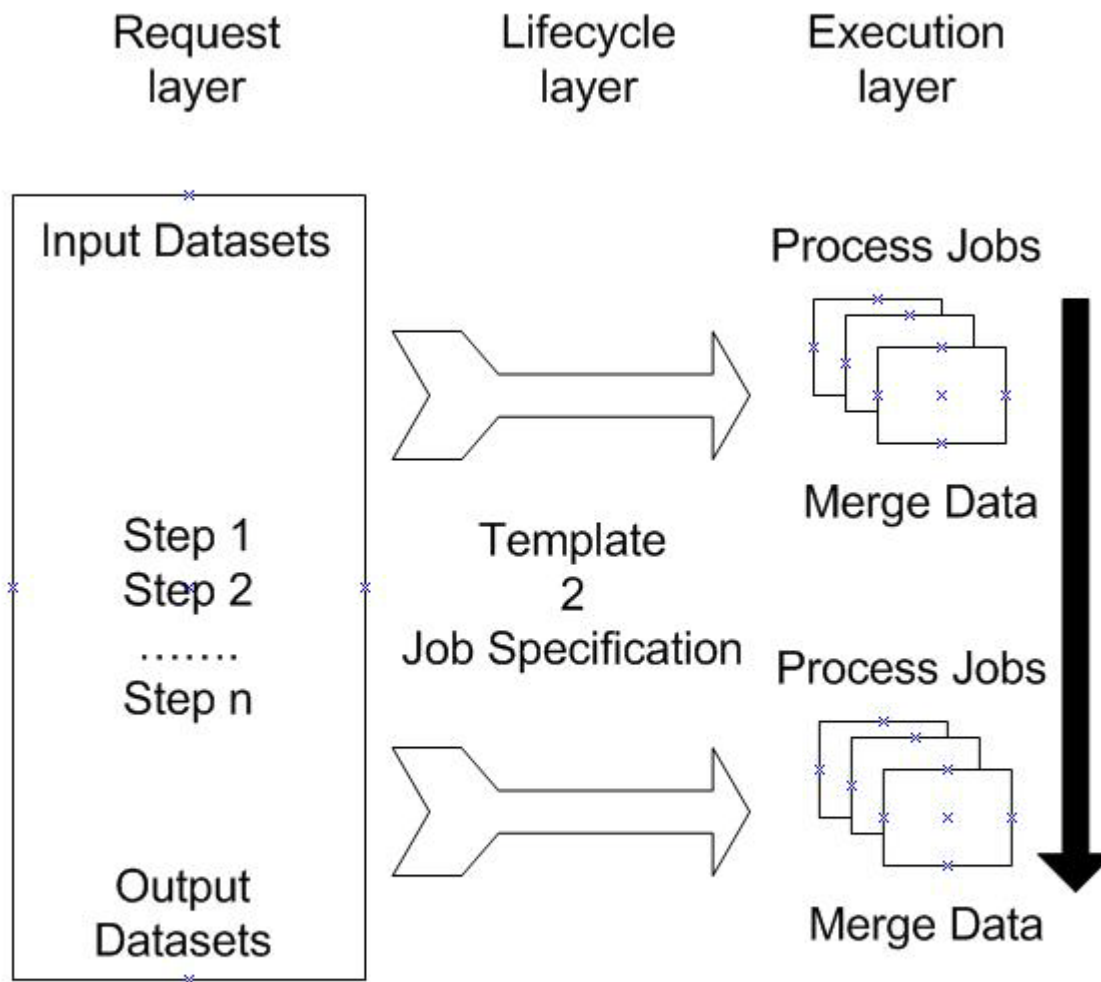 Request
layer
Lifecycle
layer
Execution
layer
Input Datasets
Step 1
Step 2
.......
Step n
Output
Datasets
Template
2
Job Specification
Process Jobs
Merge Data
Process Jobs
Merge Data